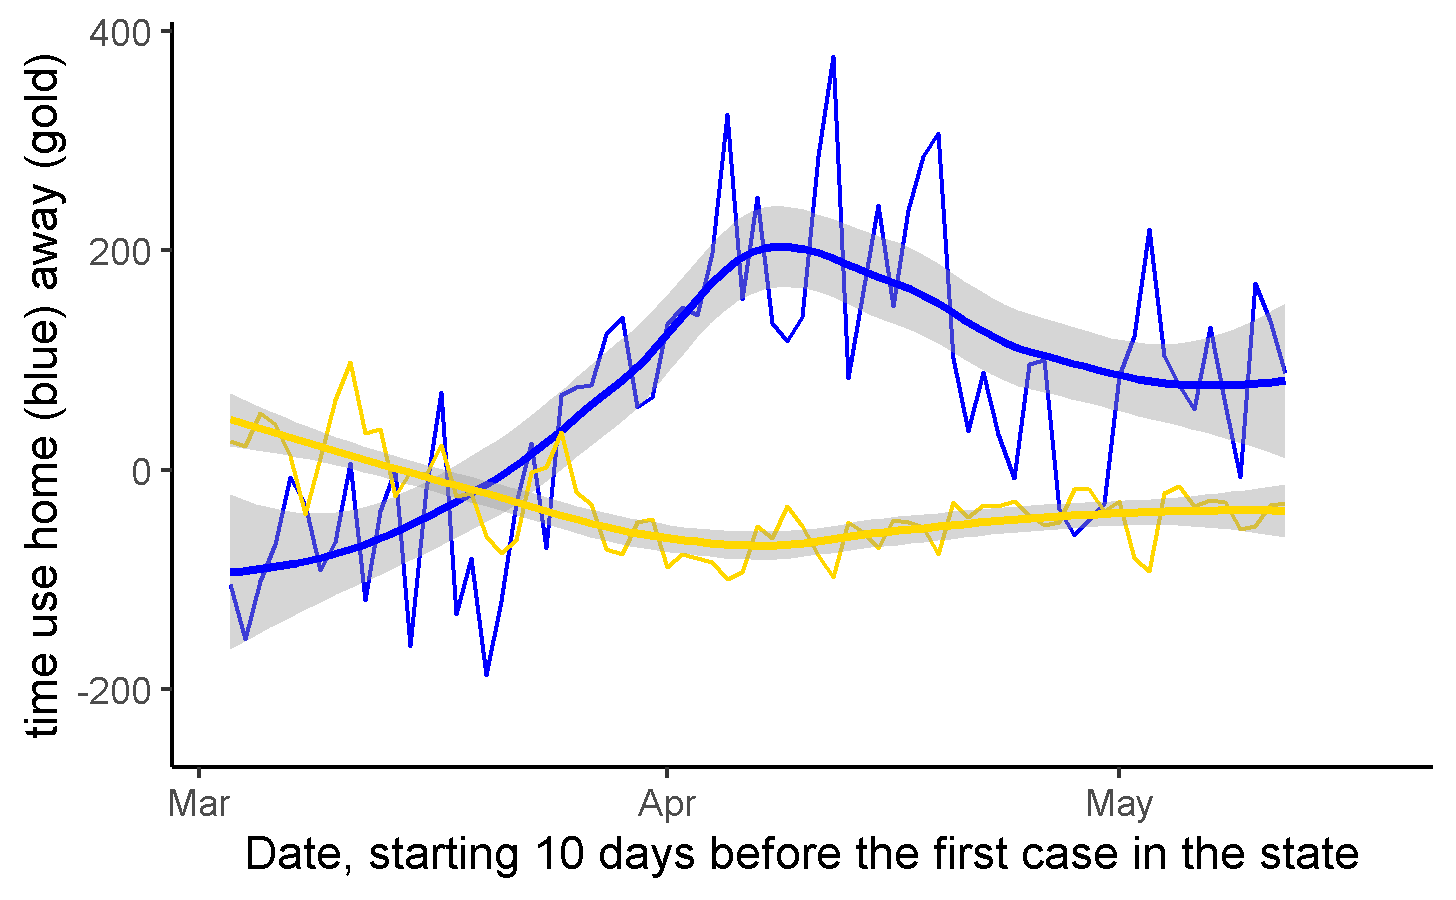 time use home (blue) away (gold)
400
200
0
-200
Mar
Apr
May
Date, starting 10 days before the first case in the state